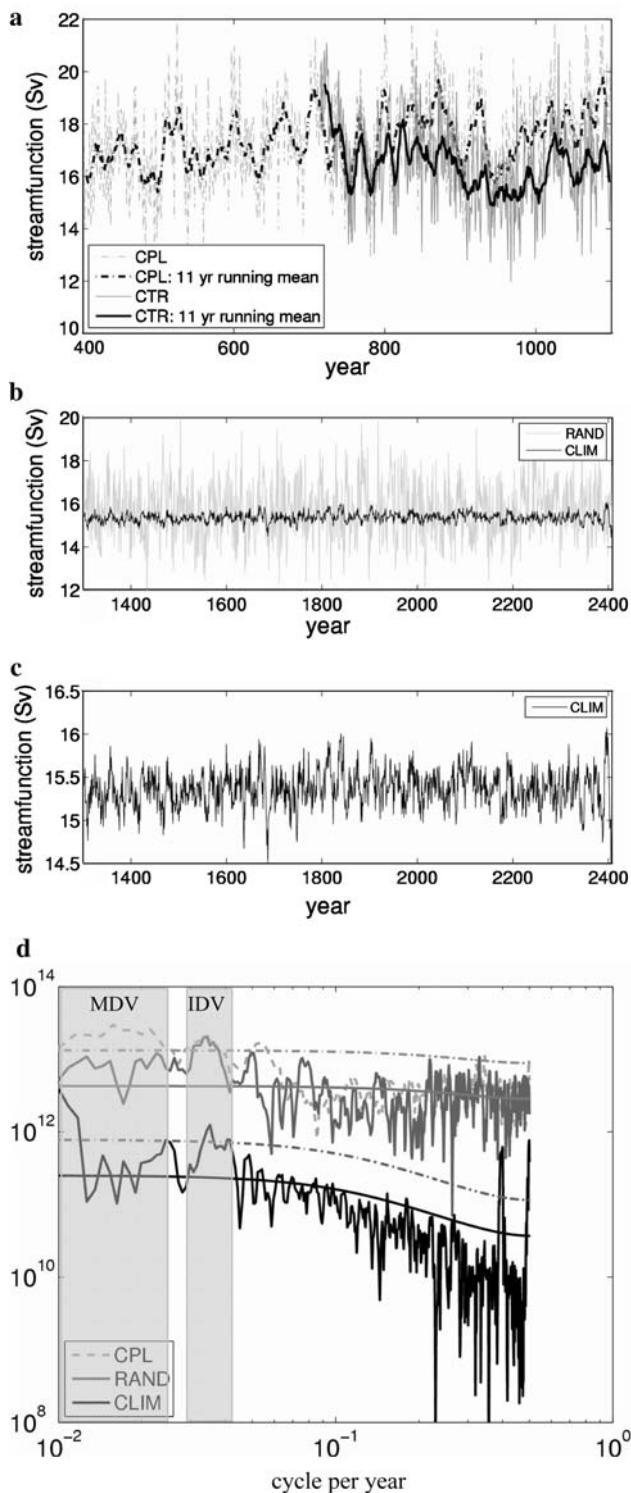 a
streamfunction (Sv)
22
20
18
16
14
12
10
CPL
CPL: 11 yr running mean
CTR
CTR: 11 yr running mean
400 600 800 1000
year
b
streamfunction (Sv)
20
18
16
14
12
RAND
CLIM
1400 1600 1800 2000 2200 2400
year
c
streamfunction (Sv)
16.5
16
15.5
15
14.5
CLIM
1400 1600 1800 2000 2200 2400
year
d
10^14
10^12
10^10
10^8
MDV IDV
CPL
RAND
CLIM
10^-2 10^-1 10^0
cycle per year